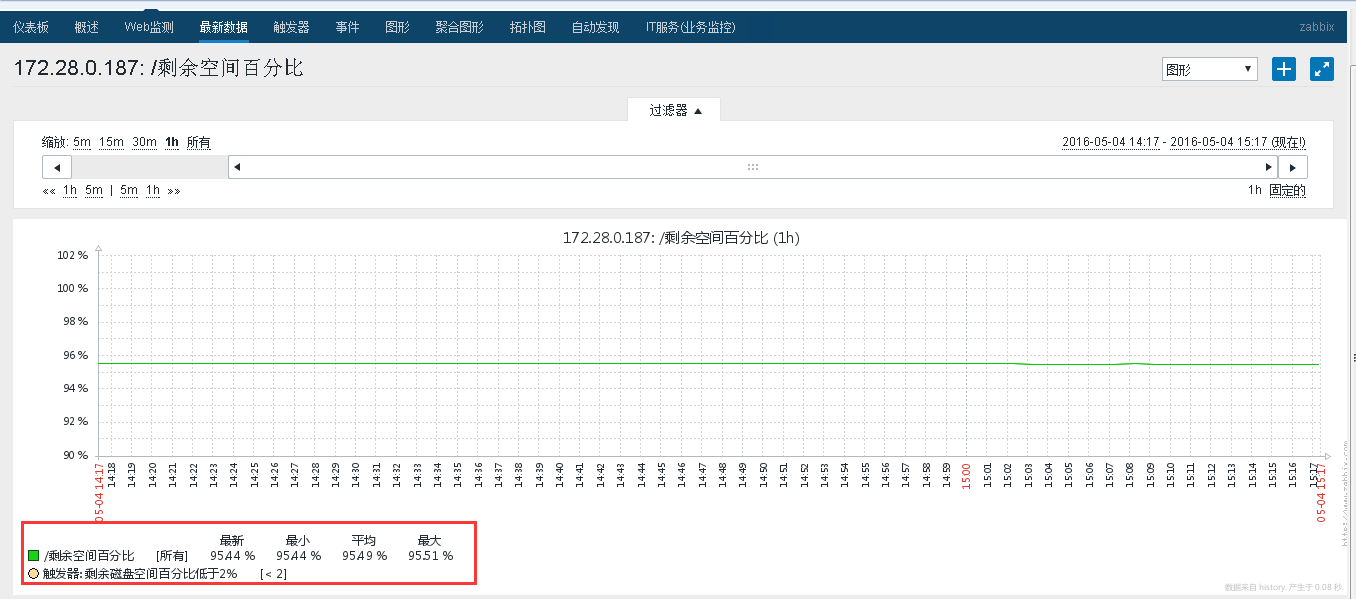 仪表板 概述 Web监测 最新数据 触发器 事件 图形 聚合图形 拓扑图 自动发现 IT服务(业务监控) zabbix
172.28.0.187: /剩余空间百分比 图形
过滤器 ▲
缩放: 5m 15m 30m 1h 所有 2016-05-04 14:17 - 2016-05-04 15:17 (现在!)
«« 1h 5m | 5m 1h »» 1h 固定的
172.28.0.187: /剩余空间百分比 (1h)
102 %
100 %
98 %
96 %
94 %
92 %
90 %
05-04 14:17 14:18 14:19 14:20 14:21 14:22 14:23 14:24 14:25 14:26 14:27 14:28 14:29 14:30 14:31 14:32 14:33 14:34 14:35 14:36 14:37 14:38 14:39 14:40 14:41 14:42 14:43 14:44 14:45 14:46 14:47 14:48 14:49 14:50 14:51 14:52 14:53 14:54 14:55 14:56 14:57 14:58 14:59 15:00 15:01 15:02 15:03 15:04 15:05 15:06 15:07 15:08 15:09 15:10 15:11 15:12 15:13 15:14 15:15 15:16 15:17 05-04 15:17
最新 最小 平均 最大
/剩余空间百分比 [所有] 95.44 % 95.44 % 95.49 % 95.51 %
触发器: 剩余磁盘空间百分比低于2% [< 2]
http://www.zabbix.com
数据来自 history. 产生于 0.08 秒.